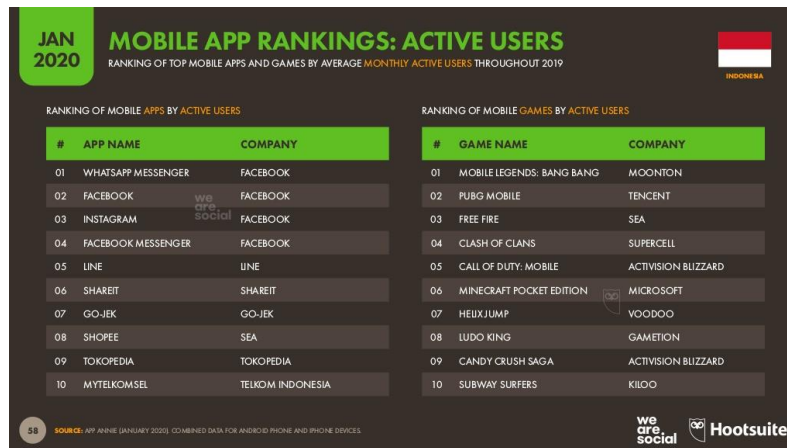 JAN
2020
MOBILE APP RANKINGS: ACTIVE USERS
RANKING OF TOP MOBILE APPS AND GAMES BY AVERAGE MONTHLY ACTIVE USERS THROUGHOUT 2019
INDONESIA
RANKING OF MOBILE APPS BY ACTIVE USERS
# APP NAME COMPANY
01 WHATSAPP MESSENGER FACEBOOK
02 FACEBOOK FACEBOOK
03 INSTAGRAM FACEBOOK
04 FACEBOOK MESSENGER FACEBOOK
05 LINE LINE
06 SHAREIT SHAREIT
07 GO-JEK GO-JEK
08 SHOPEE SEA
09 TOKOPEDIA TOKOPEDIA
10 MYTELKOMSEL TELKOM INDONESIA
we
are
social
RANKING OF MOBILE GAMES BY ACTIVE USERS
# GAME NAME COMPANY
01 MOBILE LEGENDS: BANG BANG MOONTON
02 PUBG MOBILE TENCENT
03 FREE FIRE SEA
04 CLASH OF CLANS SUPERCELL
05 CALL OF DUTY: MOBILE ACTIVISION BLIZZARD
06 MINECRAFT POCKET EDITION MICROSOFT
07 HELIX JUMP VOODOO
08 LUDO KING GAMETION
09 CANDY CRUSH SAGA ACTIVISION BLIZZARD
10 SUBWAY SURFERS KILOO
58
SOURCE: APP ANNIE (JANUARY 2020). COMBINED DATA FOR ANDROID PHONE AND IPHONE DEVICES.
we
are
social
Hootsuite